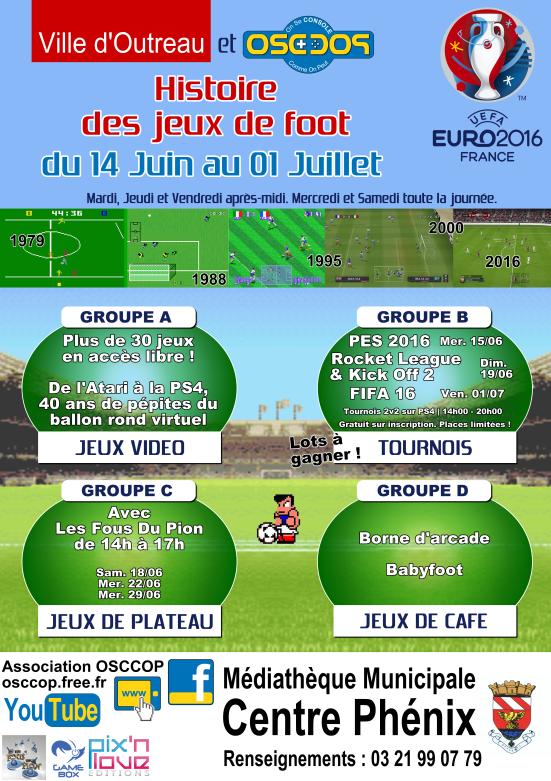 Ville d'Outreau et OSCCOP
On Se CONSOLE
Comme On Peut
Histoire
des jeux de foot
du 14 Juin au 01 Juillet
UEFA
EURO2016
FRANCE
TM
Mardi, Jeudi et Vendredi après-midi. Mercredi et Samedi toute la journée.
44:36
1979
1988
1995
2000
2016
GROUPE A
Plus de 30 jeux
en accès libre !
De l'Atari à la PS4,
40 ans de pépites du
ballon rond virtuel
JEUX VIDEO
GROUPE B
PES 2016 Mer. 15/06
Rocket League
& Kick Off 2
Dim.
19/06
FIFA 16 Ven. 01/07
Tournois 2v2 sur PS4 | 14h00 - 20h00
Gratuit sur inscription. Places limitées !
Lots à
gagner !
TOURNOIS
GROUPE C
Avec
Les Fous Du Pion
de 14h à 17h
Sam. 18/06
Mer. 22/06
Mer. 29/06
JEUX DE PLATEAU
GROUPE D
Borne d'arcade
Babyfoot
JEUX DE CAFE
Association OSCCOP
osccop.free.fr
www
f
YouTube
GAME
BOX
pix'n
love
EDITIONS
Médiathèque Municipale
Centre Phénix
Renseignements : 03 21 99 07 79